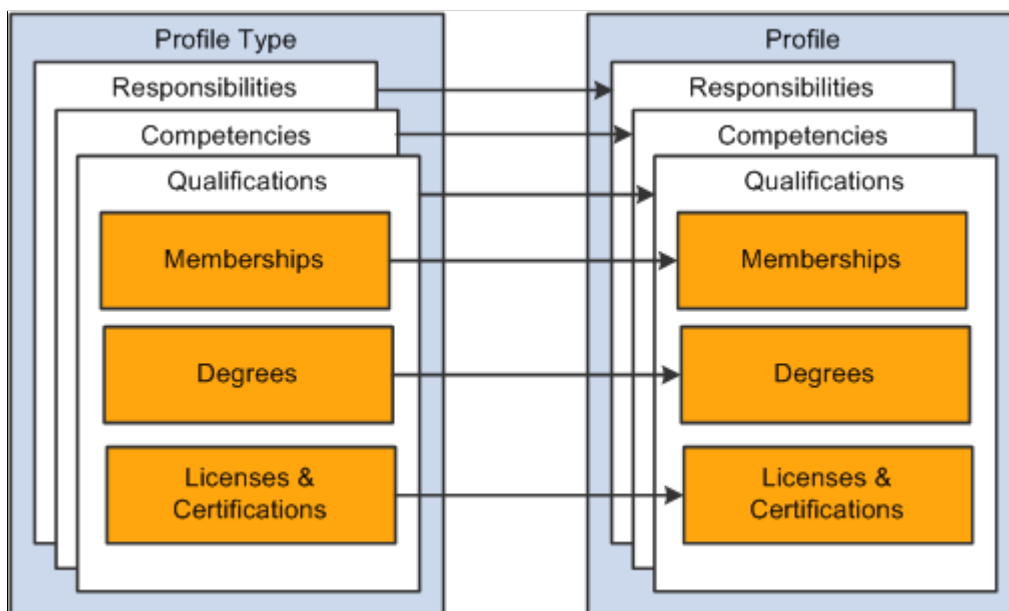 Profile Type
Responsibilities
Competencies
Qualifications
Memberships
Degrees
Licenses &
Certifications
Profile
Responsibilities
Competencies
Qualifications
Memberships
Degrees
Licenses &
Certifications